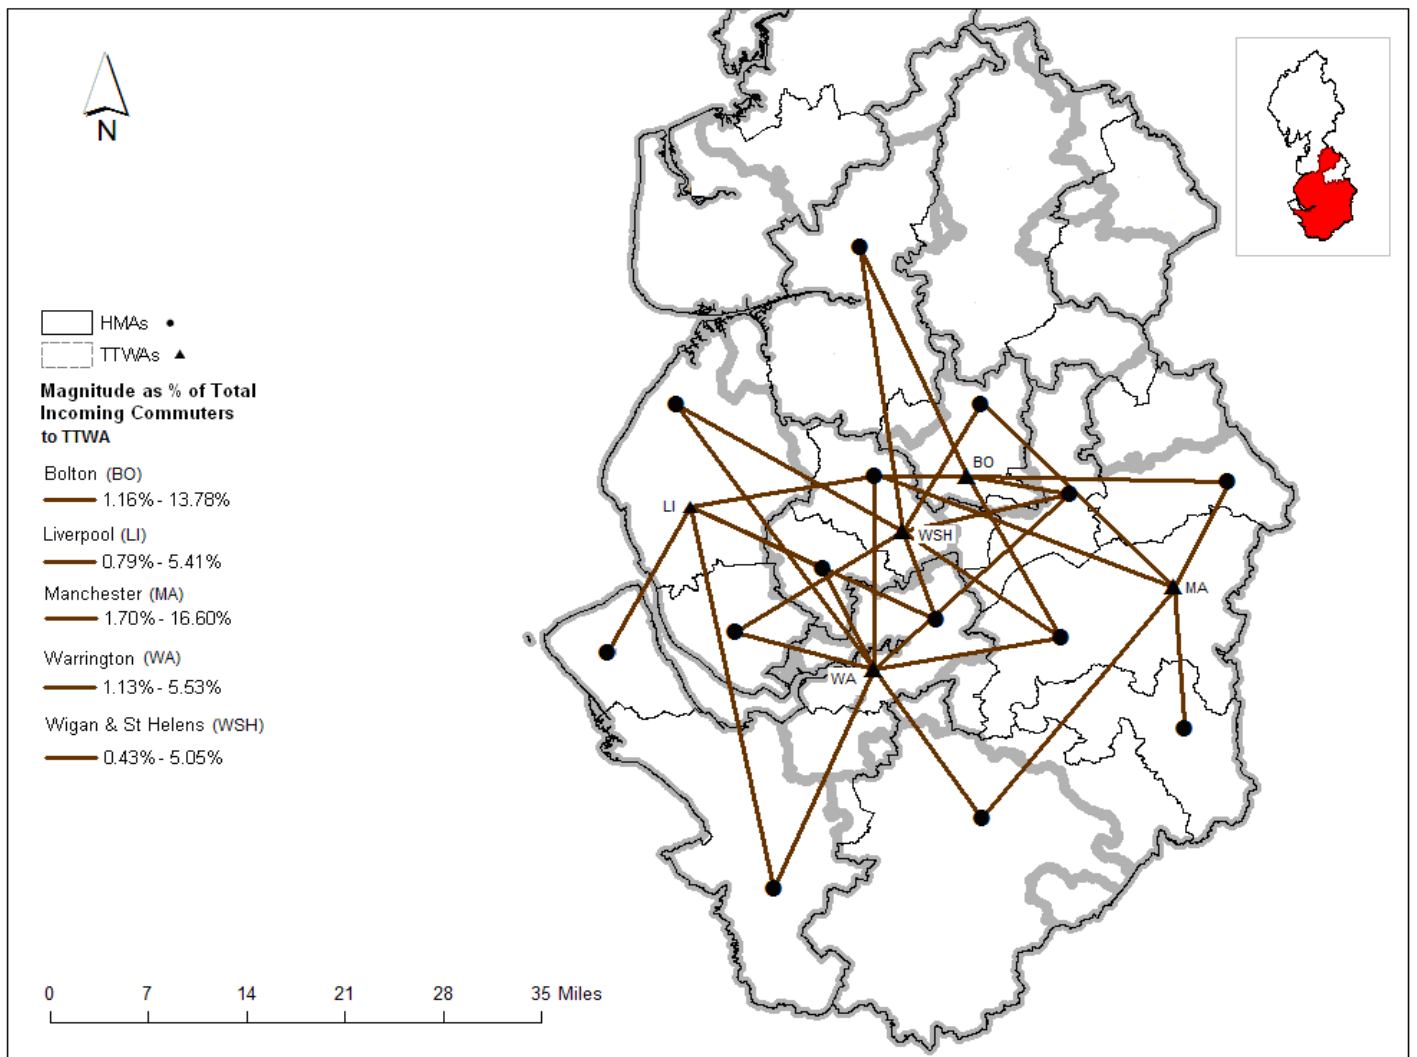 N
HMAs
TTWAs
Magnitude as % of Total
Incoming Commuters
to TTWA
Bolton (BO)
1.16% - 13.78%
Liverpool (LI)
0.79% - 5.41%
Manchester (MA)
1.70% - 16.60%
Warrington (WA)
1.13% - 5.53%
Wigan & St Helens (WSH)
0.43% - 5.05%
BO
LI
WSH
MA
WA
0 7 14 21 28 35 Miles